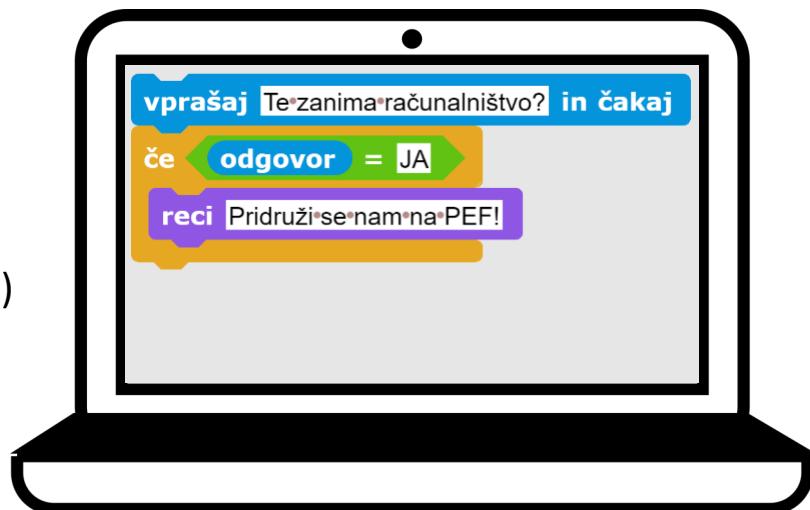 vprašaj Te zanima računalništvo? in čakaj
če odgovor = JA
reci Pridruži se nam na PEF!
)